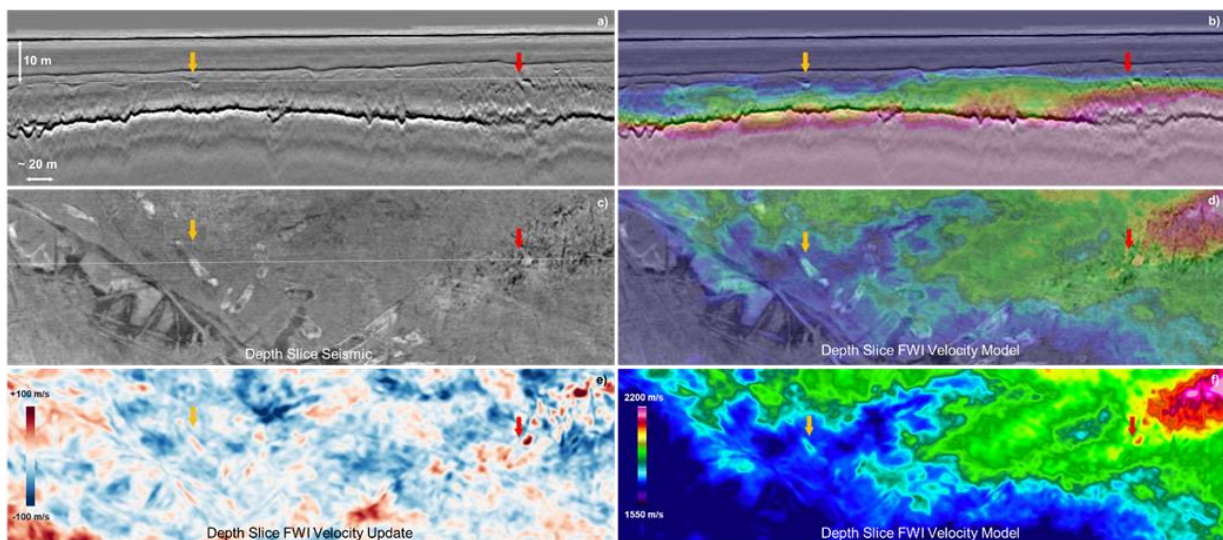 a)
10 m
~ 20 m
b)
c)
Depth Slice Seismic
d)
Depth Slice FWI Velocity Model
e)
+100 m/s
-100 m/s
Depth Slice FWI Velocity Update
f)
2200 m/s
1550 m/s
Depth Slice FWI Velocity Model